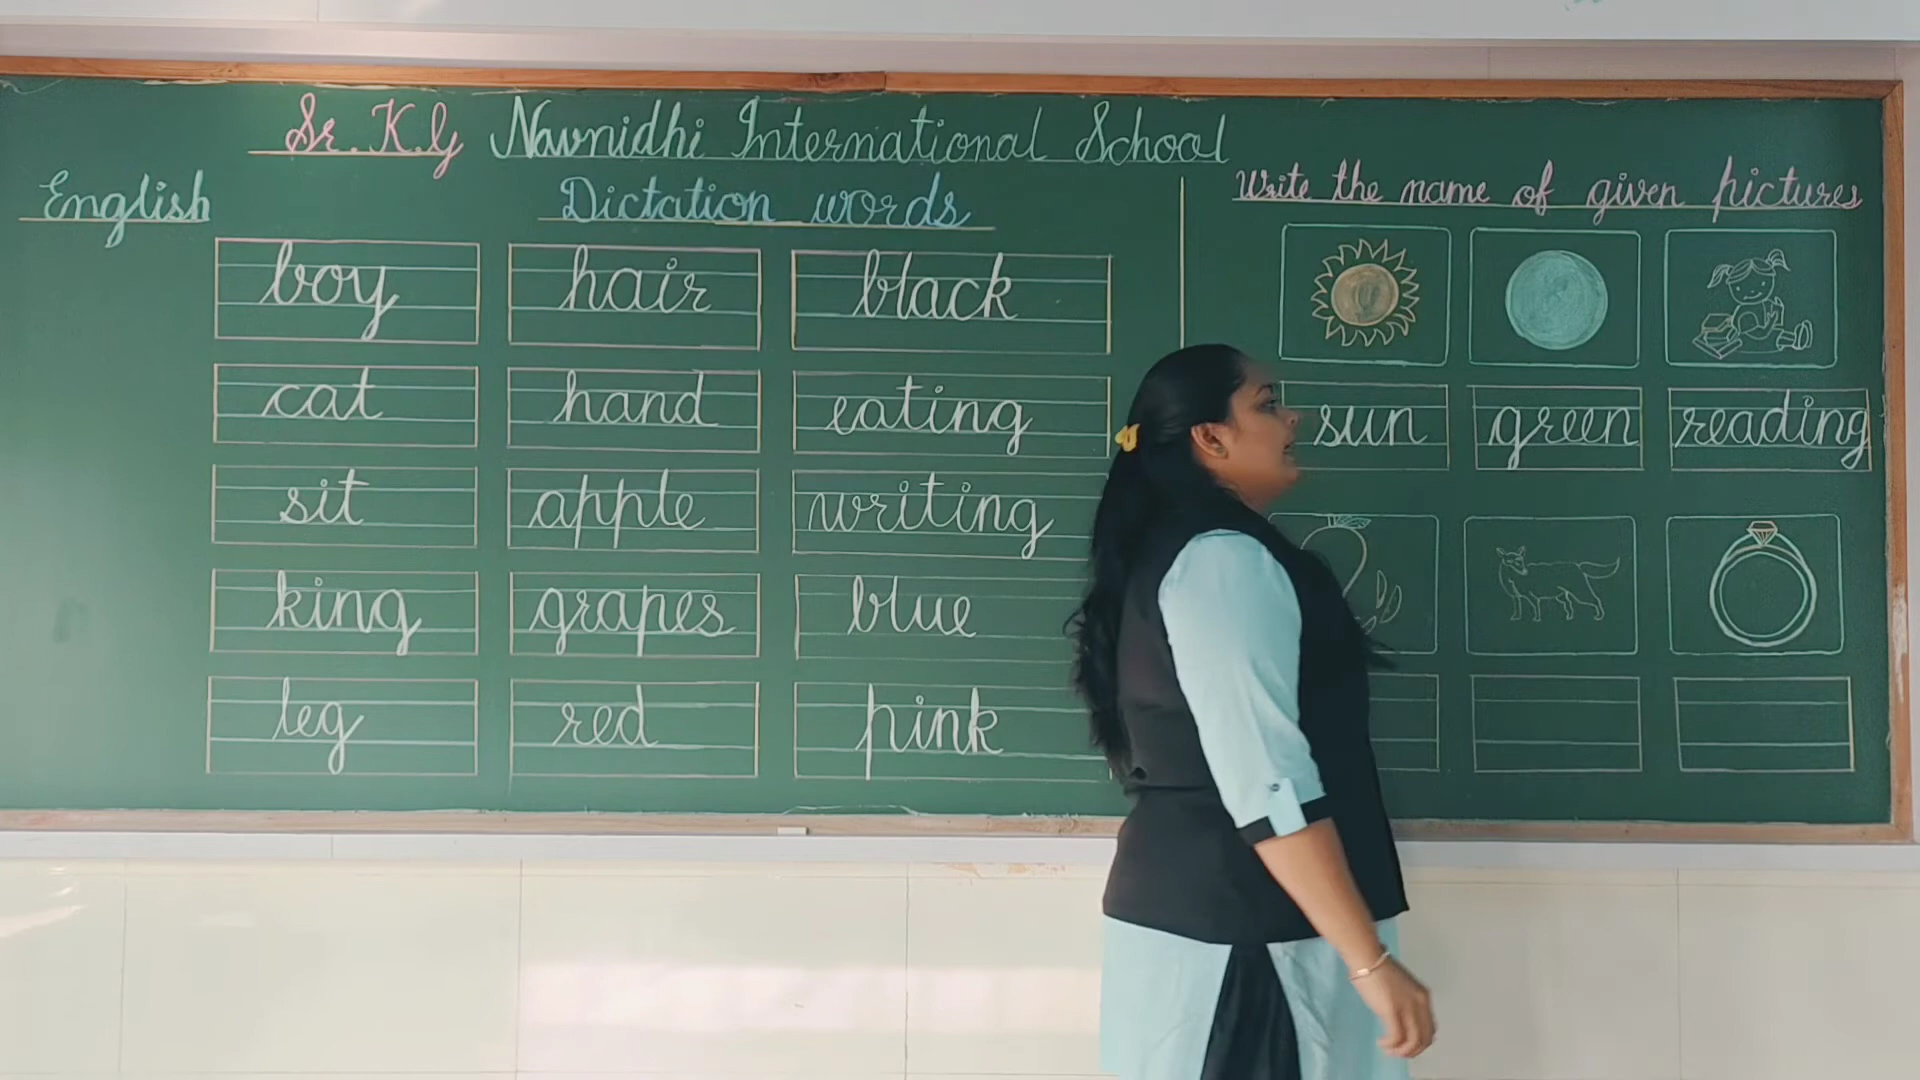 Sr. K.G Navnidhi International School
English Dictation words
boy hair black
cat hand eating
sit apple writing
king grapes blue
leg red pink
Write the name of given pictures
sun green reading